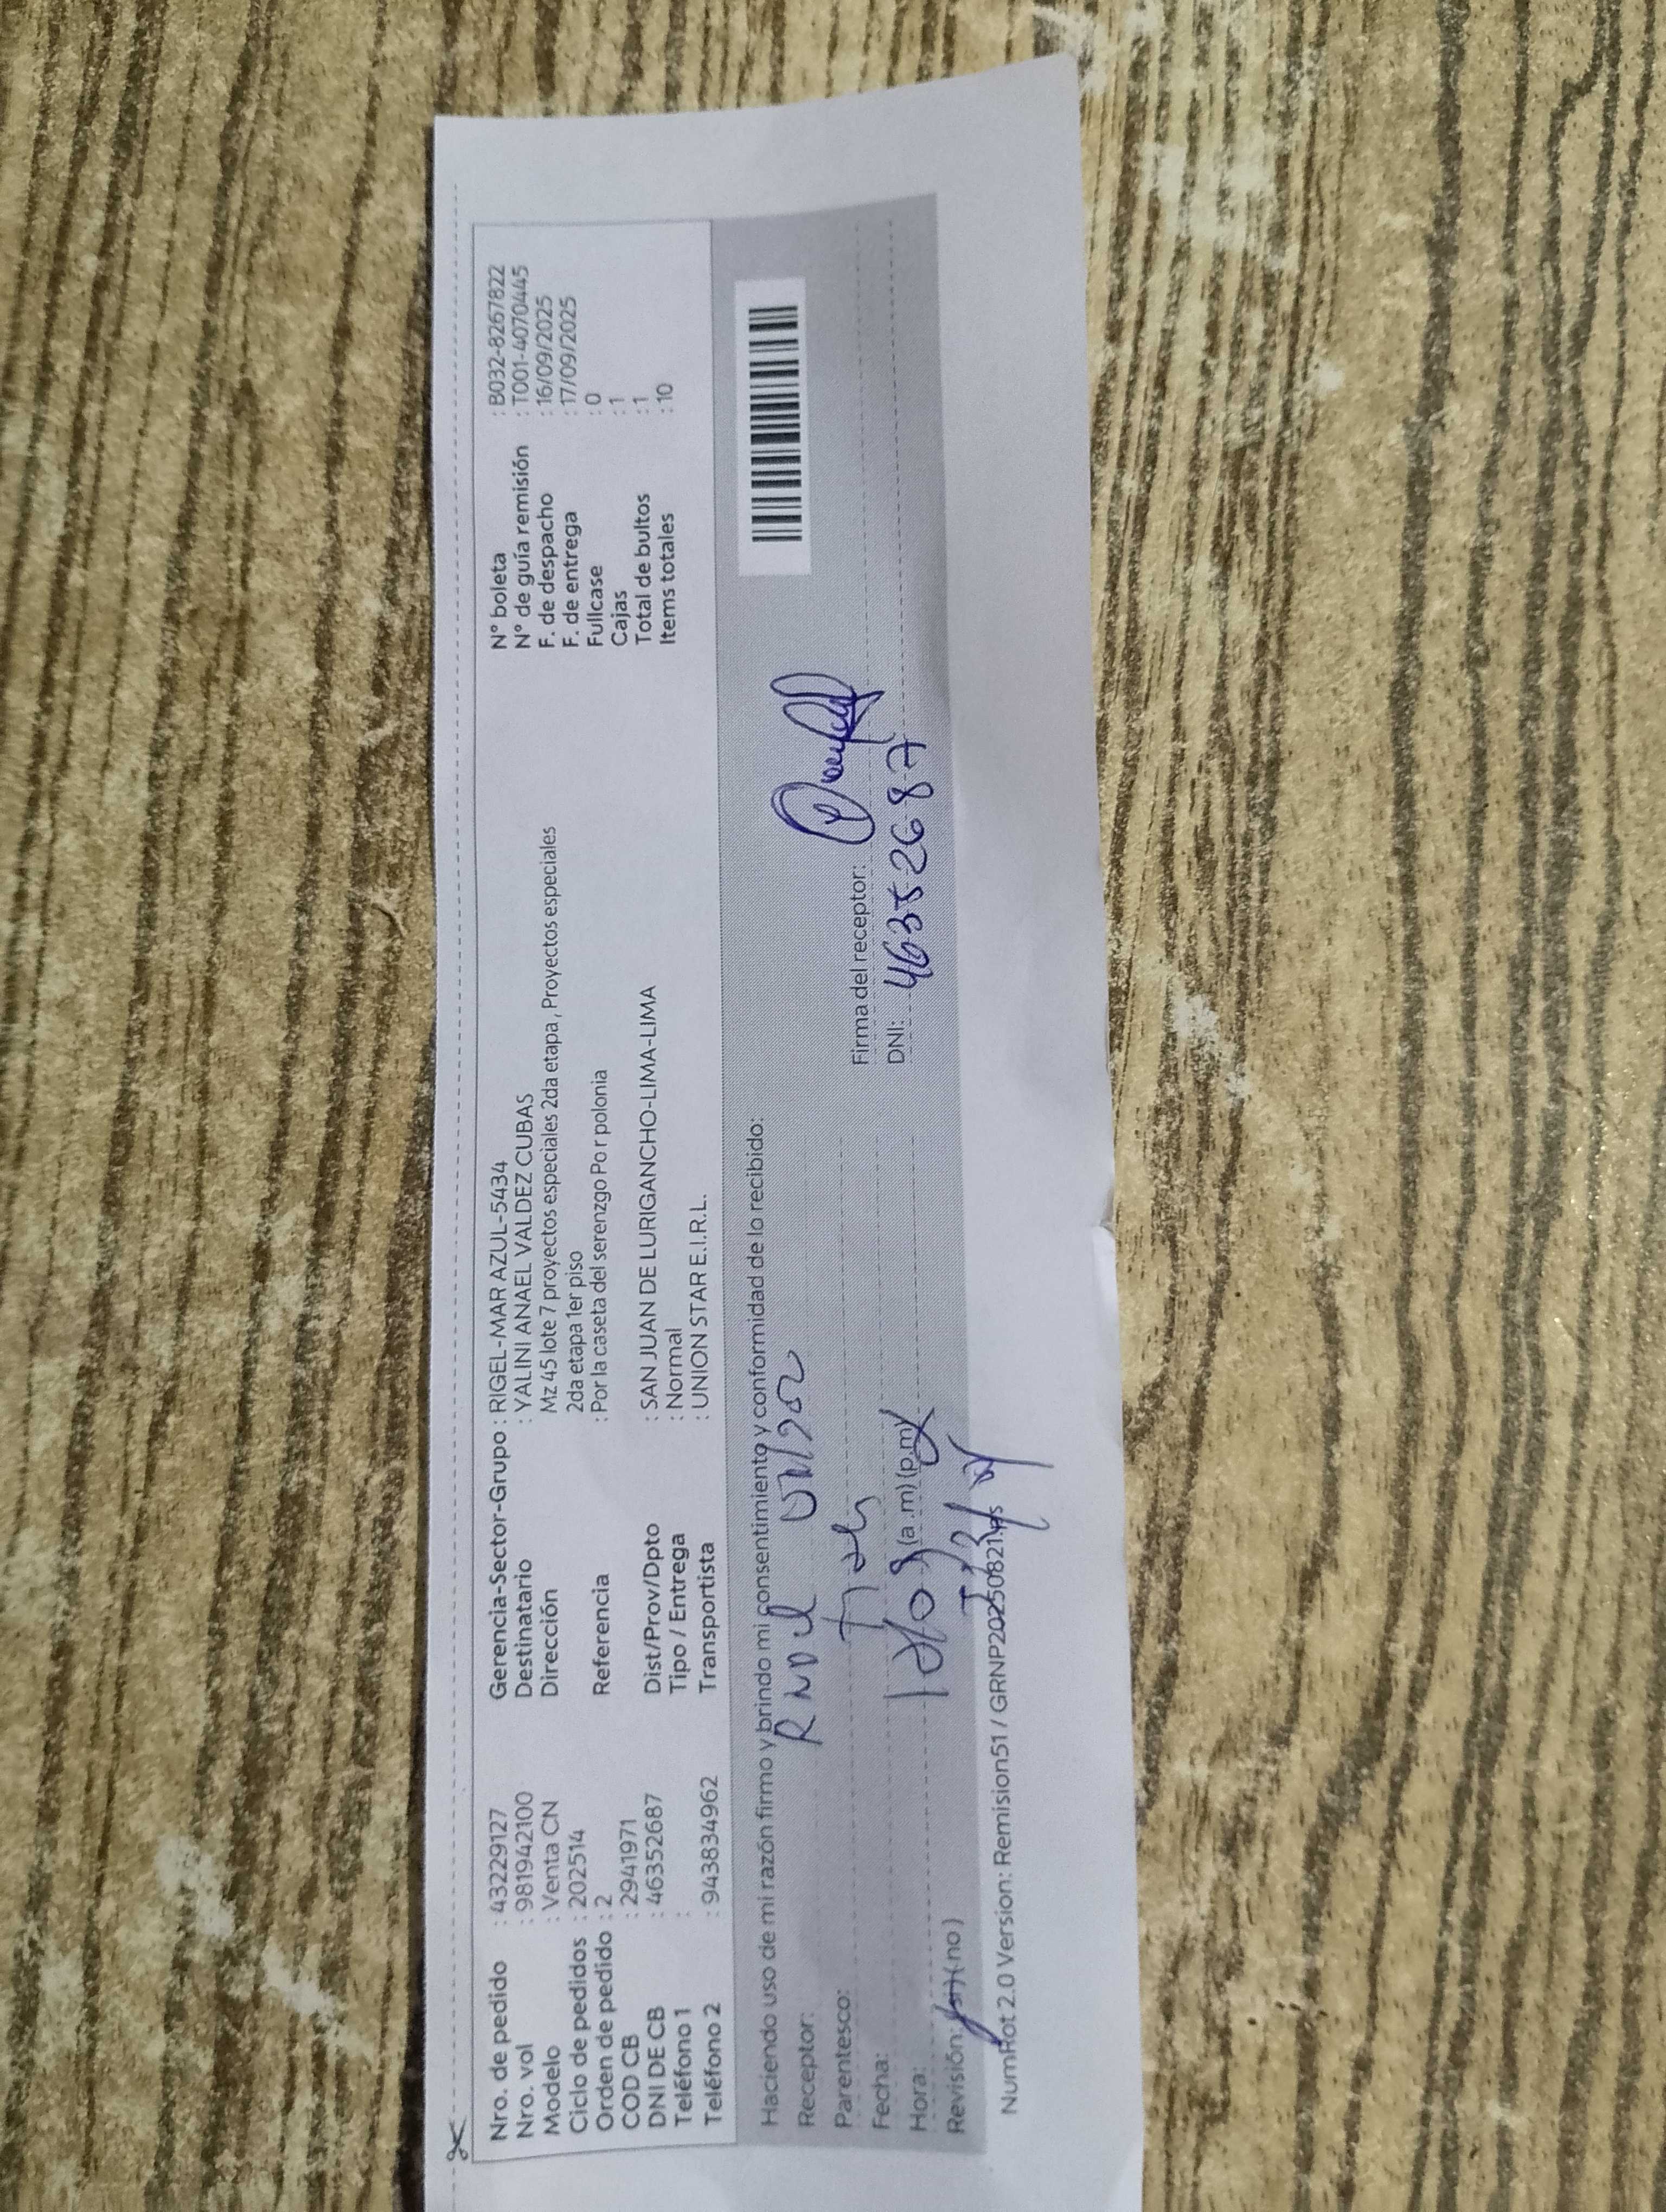 Nro. de pedido : 43229127 Gerencia-Sector-Grupo : RIGEL-MAR AZUL-5434 N° boleta : B032-8267822
Nro. vol : 981942100 Destinatario : YALINI ANAEL VALDEZ CUBAS N° de guía remisión : T001-4070445
Modelo : Venta CN Dirección Mz 45 lote 7 proyectos especiales 2da etapa , Proyectos especiales F. de despacho : 16/09/2025
Ciclo de pedidos : 202514 2da etapa 1er piso F. de entrega : 17/09/2025
Orden de pedido : 2 Referencia : Por la caseta del serenzgo Po r polonia Fullcase : 0
COD CB : 2941971 Cajas : 1
DNI DE CB : 46352687 Dist/Prov/Dpto : SAN JUAN DE LURIGANCHO-LIMA-LIMA Total de bultos : 1
Teléfono 1 : Tipo / Entrega : Normal Items totales : 10
Teléfono 2 : 943834962 Transportista : UNION STAR E.I.R.L.
Haciendo uso de mi razón firmo y brindo mi consentimiento y conformidad de lo recibido:
Receptor:
Parentesco: Firma del receptor:
Fecha: DNI: 46352687
Hora: (a.m) (p.m)
Revisión: (si) (no)
NumRot 2.0 Version: Remision51 / GRNP20250821.ps